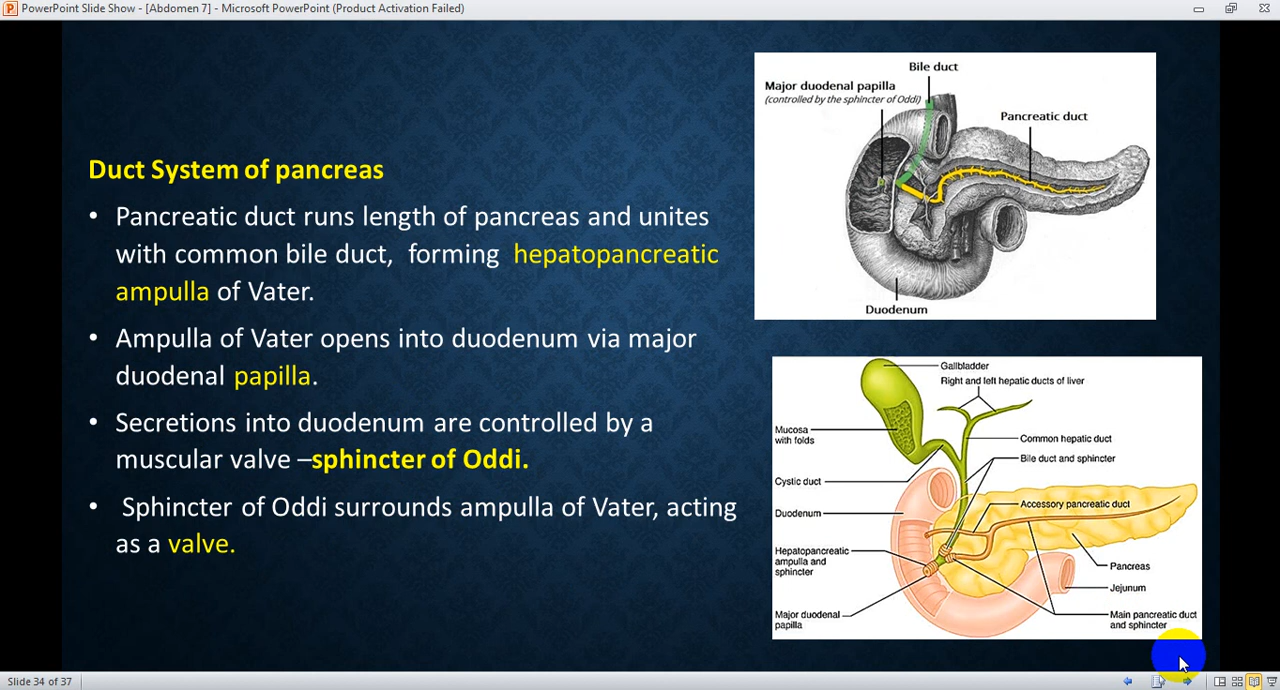 PowerPoint Slide Show - [Abdomen 7] - Microsoft PowerPoint (Product Activation Failed)
Duct System of pancreas
• Pancreatic duct runs length of pancreas and unites
with common bile duct, forming hepatopancreatic
ampulla of Vater.
• Ampulla of Vater opens into duodenum via major
duodenal papilla.
• Secretions into duodenum are controlled by a
muscular valve –sphincter of Oddi.
• Sphincter of Oddi surrounds ampulla of Vater, acting
as a valve.
Bile duct
Major duodenal papilla
(controlled by the sphincter of Oddi)
Pancreatic duct
Duodenum
Gallbladder
Right and left hepatic ducts of liver
Mucosa
with folds
Common hepatic duct
Bile duct and sphincter
Cystic duct
Accessory pancreatic duct
Duodenum
Hepatopancreatic
ampulla and
sphincter
Pancreas
Jejunum
Major duodenal
papilla
Main pancreatic duct
and sphincter
Slide 34 of 37